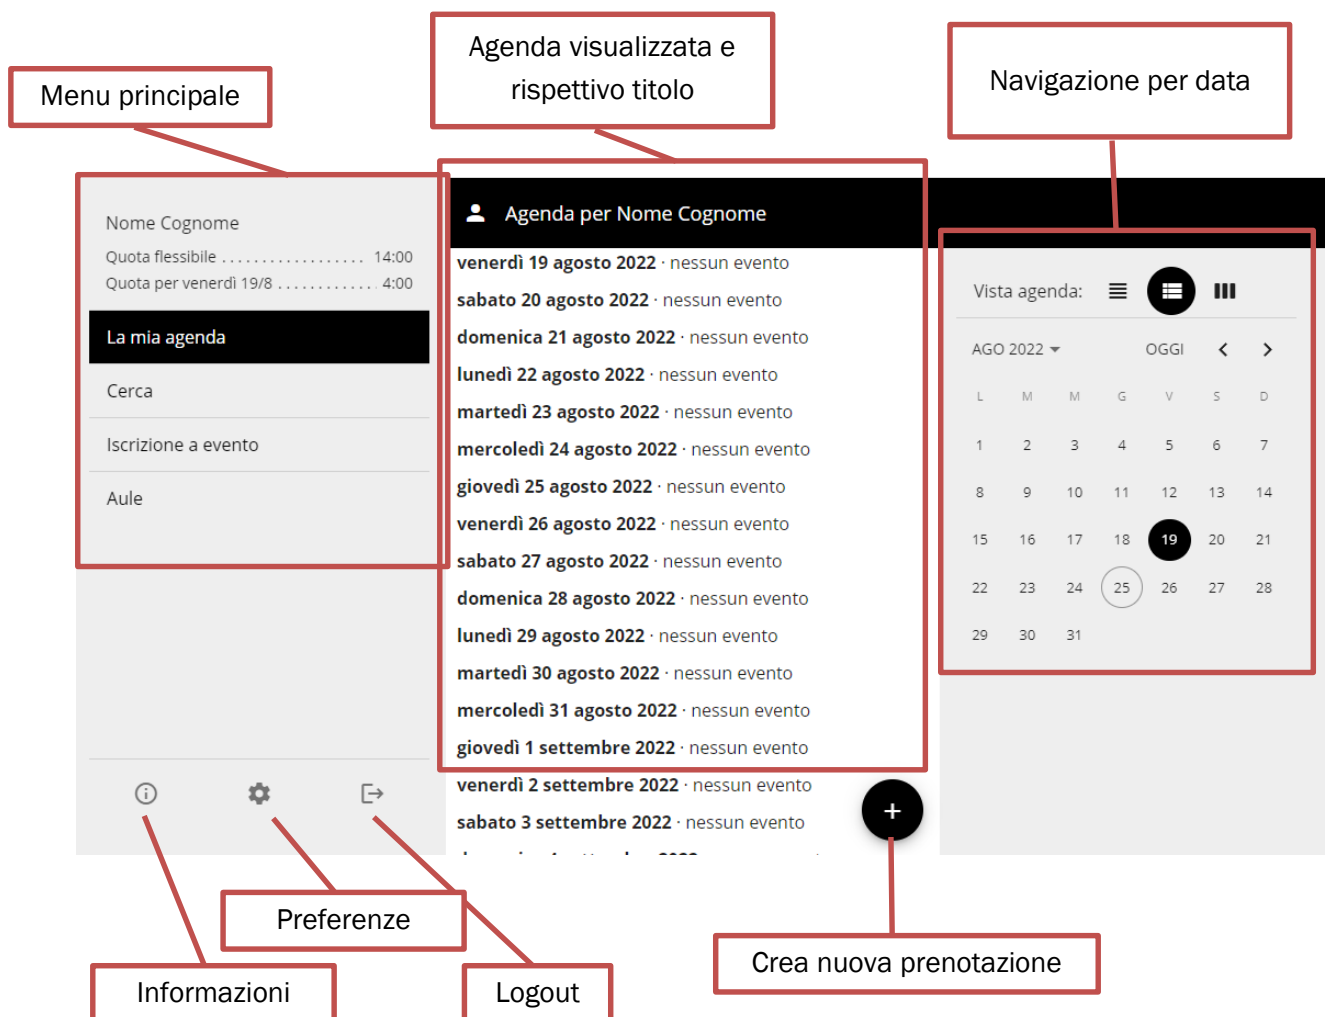 Agenda visualizzata e
rispettivo titolo
Navigazione per data
Menu principale
Nome Cognome
Quota flessibile . . . . . . . . . . . . . . . . . . 14:00
Quota per venerdì 19/8 . . . . . . . . . . . . . 4:00
La mia agenda
Cerca
Iscrizione a evento
Aule
Agenda per Nome Cognome
venerdì 19 agosto 2022 · nessun evento
sabato 20 agosto 2022 · nessun evento
domenica 21 agosto 2022 · nessun evento
lunedì 22 agosto 2022 · nessun evento
martedì 23 agosto 2022 · nessun evento
mercoledì 24 agosto 2022 · nessun evento
giovedì 25 agosto 2022 · nessun evento
venerdì 26 agosto 2022 · nessun evento
sabato 27 agosto 2022 · nessun evento
domenica 28 agosto 2022 · nessun evento
lunedì 29 agosto 2022 · nessun evento
martedì 30 agosto 2022 · nessun evento
mercoledì 31 agosto 2022 · nessun evento
giovedì 1 settembre 2022 · nessun evento
venerdì 2 settembre 2022 · nessun evento
sabato 3 settembre 2022 · nessun evento
Vista agenda:
AGO 2022 OGGI
L M M G V S D
1 2 3 4 5 6 7
8 9 10 11 12 13 14
15 16 17 18 19 20 21
22 23 24 25 26 27 28
29 30 31
Preferenze
Crea nuova prenotazione
Informazioni
Logout